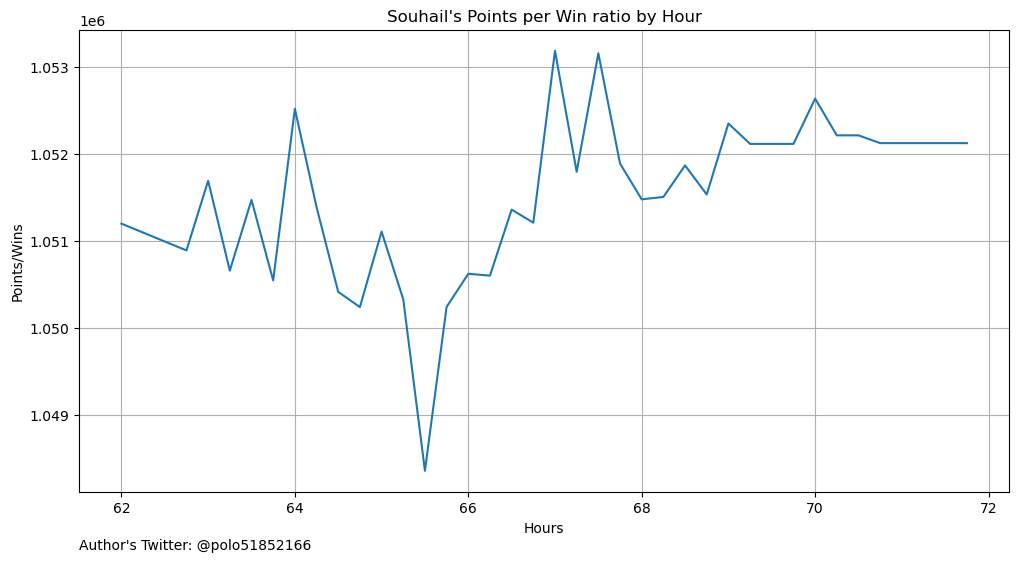 Souhail's Points per Win ratio by Hour
1e6
1.053
1.052
1.051
1.050
1.049
Points/Wins
62 64 66 68 70 72
Hours
Author's Twitter: @polo51852166